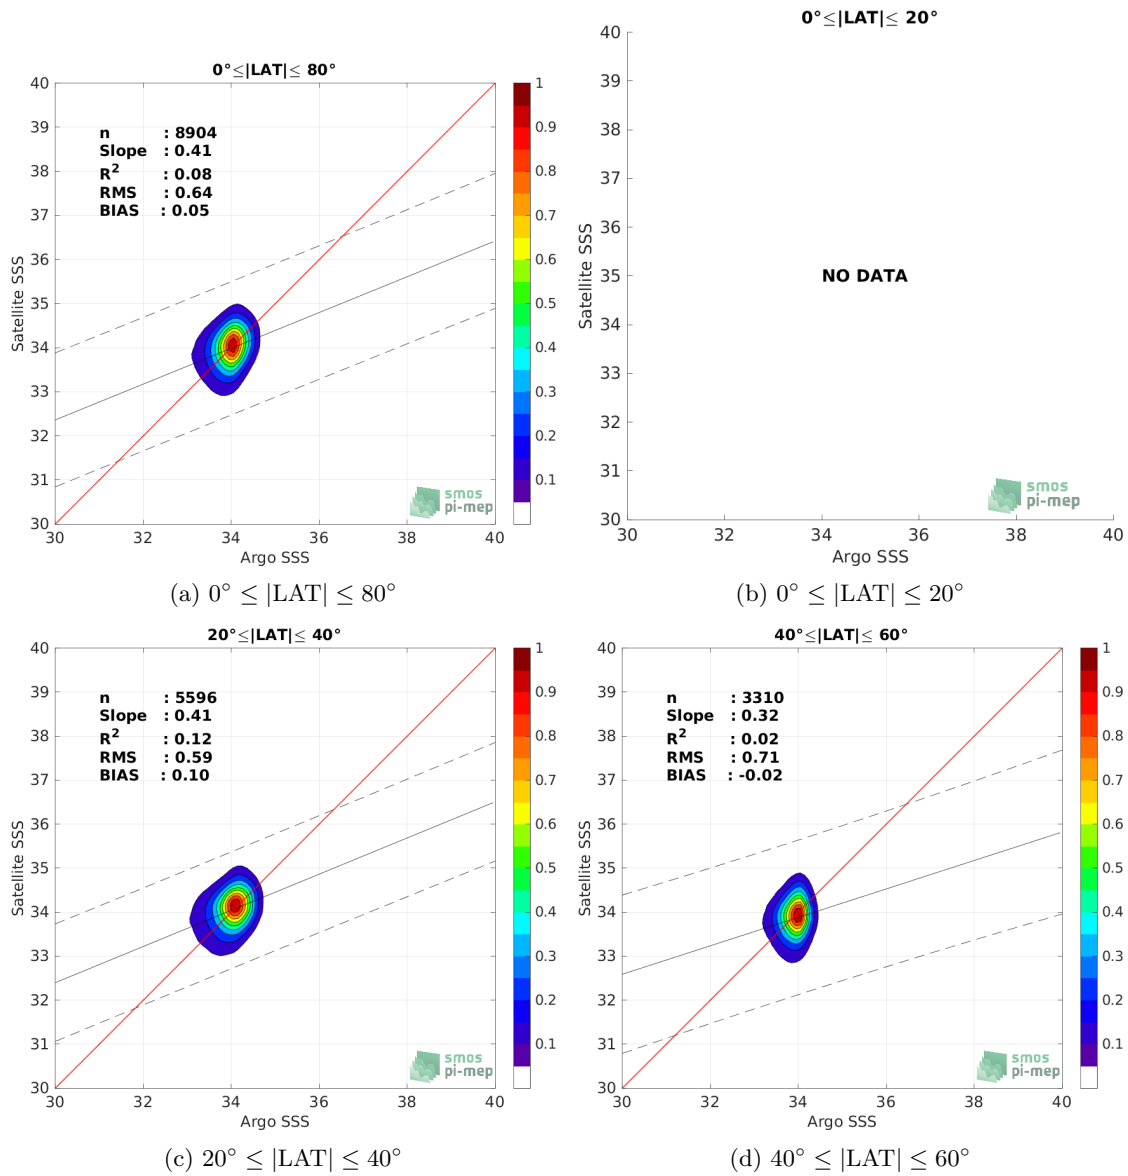 0°≤|LAT|≤ 80°
40
39
38
37
36
35
34
33
32
31
30
Satellite SSS
n : 8904
Slope : 0.41
R² : 0.08
RMS : 0.64
BIAS : 0.05
smos
pi-mep
30 32 34 36 38 40
Argo SSS
1
0.9
0.8
0.7
0.6
0.5
0.4
0.3
0.2
0.1
(a) 0° ≤ |LAT| ≤ 80°
0°≤|LAT|≤ 20°
40
39
38
37
36
35
34
33
32
31
30
Satellite SSS
NO DATA
smos
pi-mep
30 32 34 36 38 40
Argo SSS
(b) 0° ≤ |LAT| ≤ 20°
20°≤|LAT|≤ 40°
40
39
38
37
36
35
34
33
32
31
30
Satellite SSS
n : 5596
Slope : 0.41
R² : 0.12
RMS : 0.59
BIAS : 0.10
smos
pi-mep
30 32 34 36 38 40
Argo SSS
1
0.9
0.8
0.7
0.6
0.5
0.4
0.3
0.2
0.1
(c) 20° ≤ |LAT| ≤ 40°
40°≤|LAT|≤ 60°
40
39
38
37
36
35
34
33
32
31
30
Satellite SSS
n : 3310
Slope : 0.32
R² : 0.02
RMS : 0.71
BIAS : -0.02
smos
pi-mep
30 32 34 36 38 40
Argo SSS
1
0.9
0.8
0.7
0.6
0.5
0.4
0.3
0.2
0.1
(d) 40° ≤ |LAT| ≤ 60°